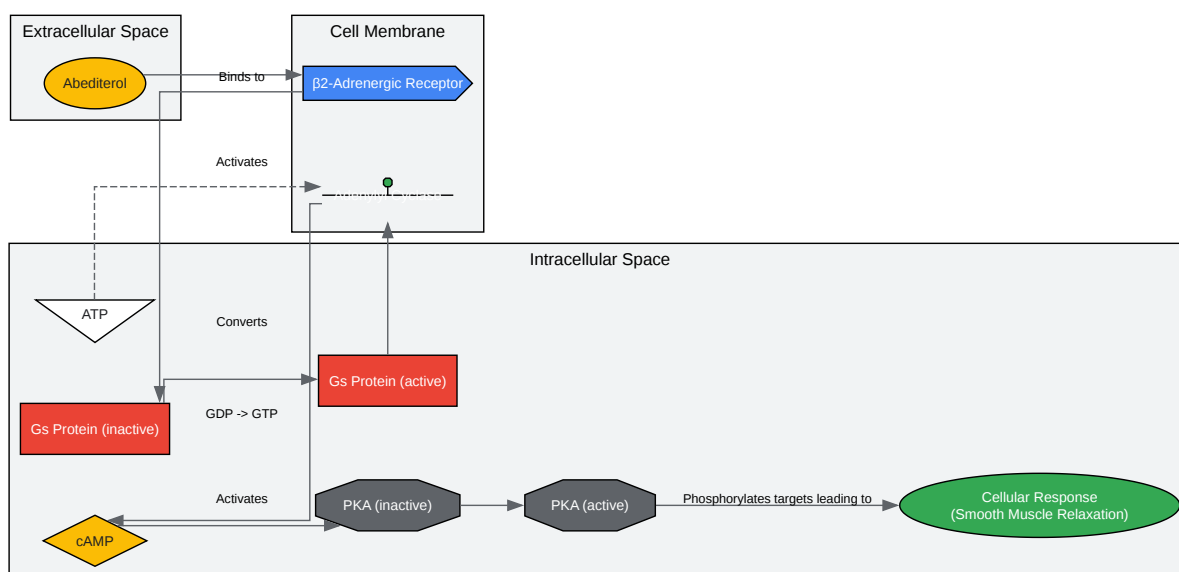 Extracellular Space
Cell Membrane
Abediterol
Binds to
β2-Adrenergic Receptor
Activates
Intracellular Space
ATP
Converts
Gs Protein (active)
GDP -> GTP
Gs Protein (inactive)
Activates
PKA (inactive)
PKA (active)
Phosphorylates targets leading to
Cellular Response
(Smooth Muscle Relaxation)
cAMP